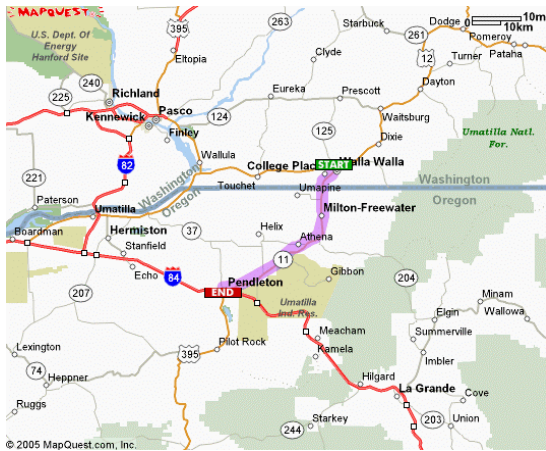 MAPQUEST
10m
10km
U.S. Dept. Of
Energy
Hanford Site
395
Eltopia
263
Starbuck
261
Dodge
Pomeroy
Pataha
Clyde
12
Turner
240
Richland
225
Eureka
Prescott
Dayton
Kennewick
Pasco
124
Waitsburg
Finley
125
Dixie
Umatilla Natl.
For.
82
Wallula
College Plac
START
Walla Walla
221
Washington
Oregon
Touchet
Umapine
Washington
Oregon
Paterson
Umatilla
Milton-Freewater
Boardman
Hermiston
37
Helix
Athena
Stanfield
Echo
84
11
Gibbon
204
END
Pendleton
207
Umatilla
Ind. Res.
Minam
Wallowa
Elgin
Meacham
Summerville
Pilot Rock
Kamela
395
Imbler
Lexington
74
Heppner
Hilgard
La Grande
Cove
Ruggs
Starkey
203
Union
244
© 2005 MapQuest.com, Inc.